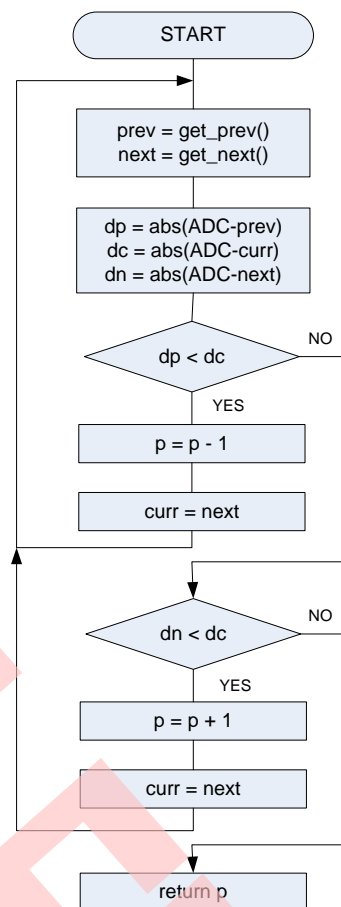 START
prev = get_prev()
next = get_next()
dp = abs(ADC-prev)
dc = abs(ADC-curr)
dn = abs(ADC-next)
dp < dc
NO
YES
p = p - 1
curr = next
dn < dc
NO
YES
p = p + 1
curr = next
return p